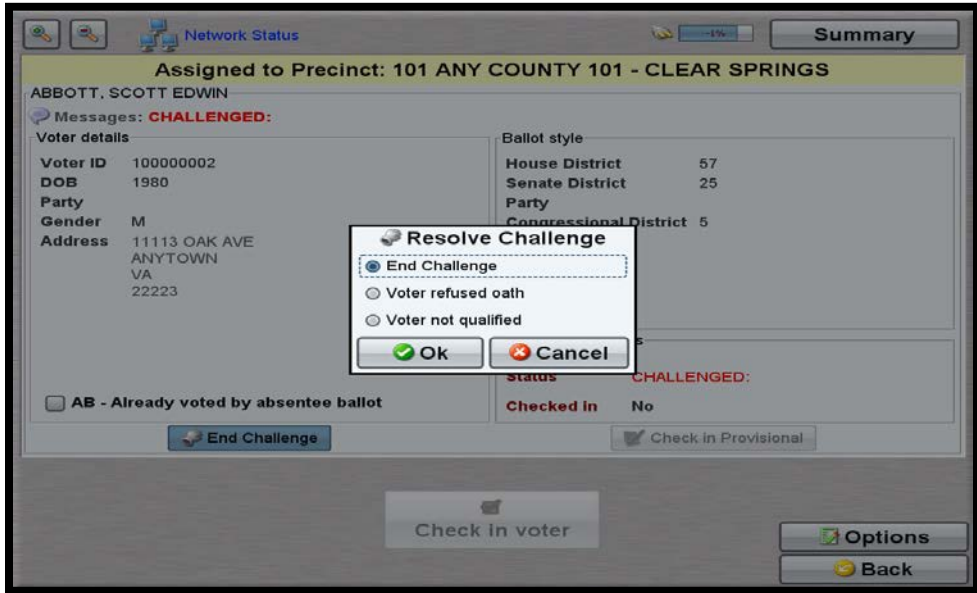 Network Status
-1%
Summary
Assigned to Precinct: 101 ANY COUNTY 101 - CLEAR SPRINGS
ABBOTT, SCOTT EDWIN
Messages: CHALLENGED:
Voter details
Voter ID 100000002
DOB 1980
Party
Gender M
Address 11113 OAK AVE
ANYTOWN
VA
22223
AB - Already voted by absentee ballot
End Challenge
Ballot style
House District 57
Senate District 25
Party
Congressional District 5
Resolve Challenge
End Challenge
Voter refused oath
Voter not qualified
Ok
Cancel
Status CHALLENGED:
Checked in No
Check in Provisional
Check in voter
Options
Back